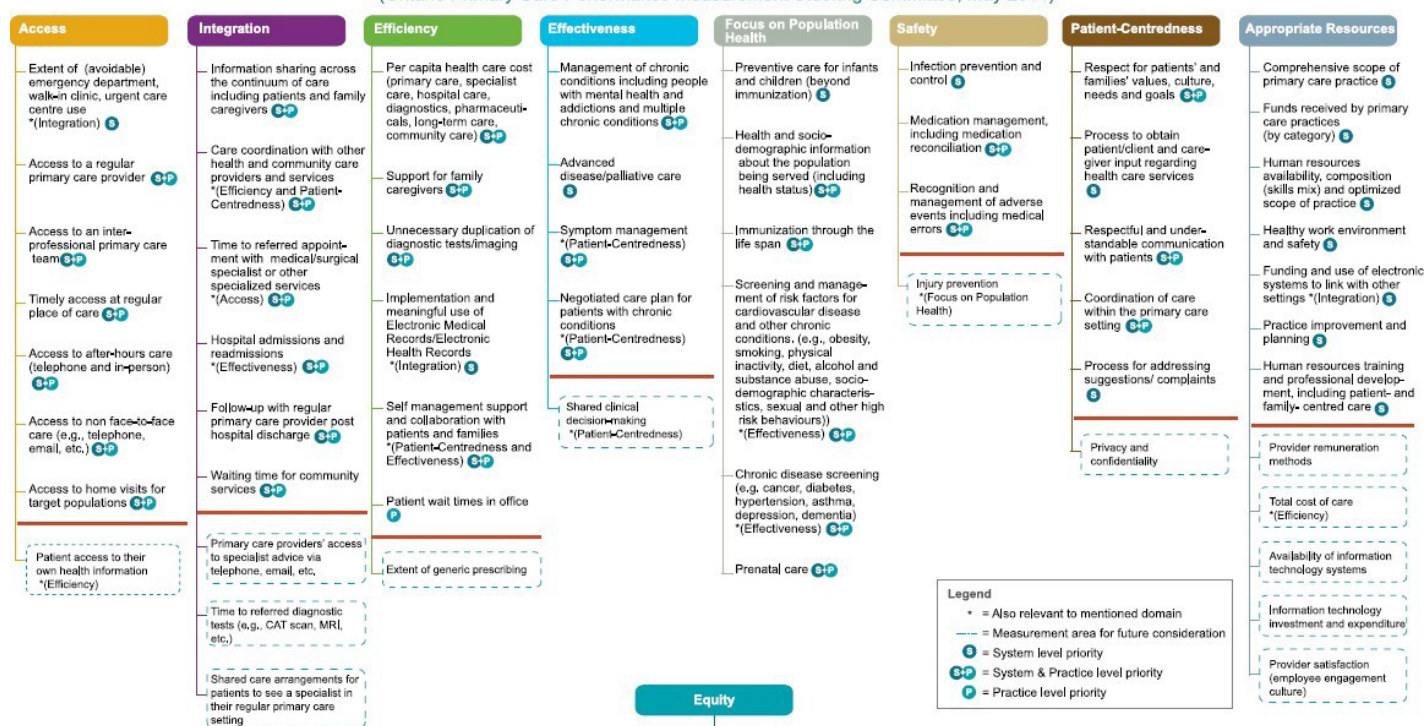 (Ontario Primary Care Performance Measurement Steering Committee, May 2014)
Access
Extent of (avoidable)
emergency department,
walk-in clinic, urgent care
centre use
*(Integration) S
Access to a regular
primary care provider S+P
Access to an inter-
professional primary care
team S+P
Timely access at regular
place of care S+P
Access to after-hours care
(telephone and in-person)
S+P
Access to non face-to-face
care (e.g., telephone,
email, etc.) S+P
Access to home visits for
target populations S+P
Patient access to their
own health information
*(Efficiency)
Integration
Information sharing across
the continuum of care
including patients and family
caregivers S+P
Care coordination with other
health and community care
providers and services
*(Efficiency and Patient-
Centredness) S+P
Time to referred appoint-
ment with medical/surgical
specialist or other
specialized services
*(Access) S+P
Hospital admissions and
readmissions
*(Effectiveness) S+P
Follow-up with regular
primary care provider post
hospital discharge S+P
Waiting time for community
services S+P
Primary care providers' access
to specialist advice via
telephone, email, etc.
Time to referred diagnostic
tests (e.g., CAT scan, MRI,
etc.)
Shared care arrangements for
patients to see a specialist in
their regular primary care
setting
Efficiency
Per capita health care cost
(primary care, specialist
care, hospital care,
diagnostics, pharmaceuti-
cals, long-term care,
community care) S+P
Support for family
caregivers S+P
Unnecessary duplication of
diagnostic tests/imaging
S+P
Implementation and
meaningful use of
Electronic Medical
Records/Electronic
Health Records
*(Integration) S
Self management support
and collaboration with
patients and families
*(Patient-Centredness and
Effectiveness) S+P
Patient wait times in office
P
Extent of generic prescribing
Effectiveness
Management of chronic
conditions including people
with mental health and
addictions and multiple
chronic conditions S+P
Advanced
disease/palliative care
S
Symptom management
*(Patient-Centredness)
S+P
Negotiated care plan for
patients with chronic
conditions
*(Patient-Centredness)
S+P
Shared clinical
decision-making
*(Patient-Centredness)
Focus on Population
Health
Preventive care for infants
and children (beyond
immunization) S
Health and socio-
demographic information
about the population
being served (including
health status) S+P
Immunization through the
life span S+P
Screening and manage-
ment of risk factors for
cardiovascular disease
and other chronic
conditions. (e.g., obesity,
smoking, physical
inactivity, diet, alcohol and
substance abuse, socio-
demographic characteris-
tics, sexual and other high
risk behaviours))
*(Effectiveness) S+P
Chronic disease screening
(e.g. cancer, diabetes,
hypertension, asthma,
depression, dementia)
*(Effectiveness) S+P
Prenatal care S+P
Safety
Infection prevention and
control S
Medication management,
including medication
reconciliation S+P
Recognition and
management of adverse
events including medical
errors S+P
Injury prevention
*(Focus on Population
Health)
Patient-Centredness
Respect for patients' and
families' values, culture,
needs and goals S+P
Process to obtain
patient/client and care-
giver input regarding
health care services
S
Respectful and under-
standable communication
with patients S+P
Coordination of care
within the primary care
setting S+P
Process for addressing
suggestions/ complaints
S
Privacy and
confidentiality
Appropriate Resources
Comprehensive scope of
primary care practice S
Funds received by primary
care practices
(by category) S
Human resources
availability, composition
(skills mix) and optimized
scope of practice S
Healthy work environment
and safety S
Funding and use of electronic
systems to link with other
settings *(Integration) S
Practice improvement and
planning S
Human resources training
and professional develop-
ment, including patient- and
family- centred care S
Provider remuneration
methods
Total cost of care
*(Efficiency)
Availability of information
technology systems
Information technology
investment and expenditure
Provider satisfaction
(employee engagement
culture)
Legend
* = Also relevant to mentioned domain
= Measurement area for future consideration
S = System level priority
S+P = System & Practice level priority
P = Practice level priority
Equity